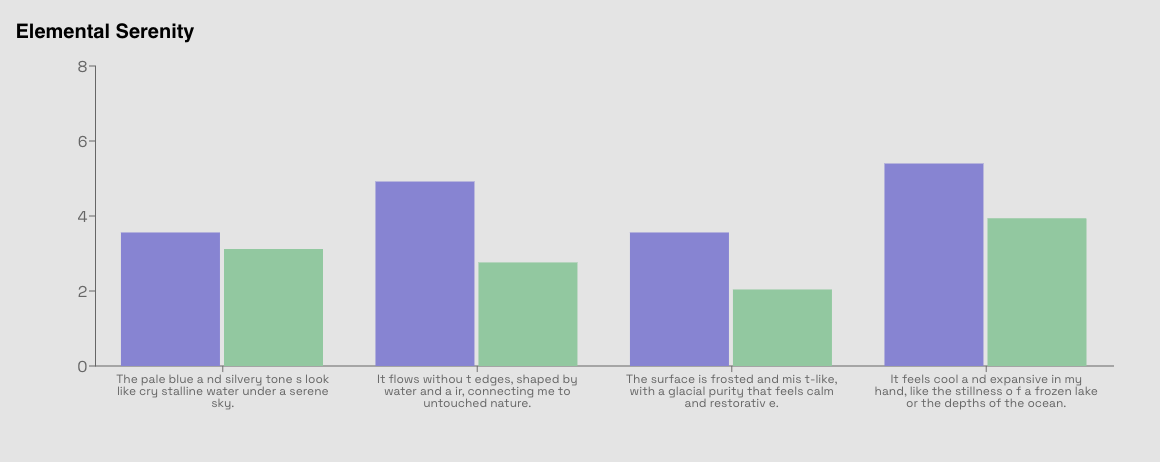 Elemental Serenity
8
6
4
2
0
The pale blue a nd silvery tone s look
like cry stalline water under a serene
sky.
It flows withou t edges, shaped by
water and a ir, connecting me to
untouched nature.
The surface is frosted and mis t-like,
with a glacial purity that feels calm
and restorativ e.
It feels cool a nd expansive in my
hand, like the stillness o f a frozen lake
or the depths of the ocean.